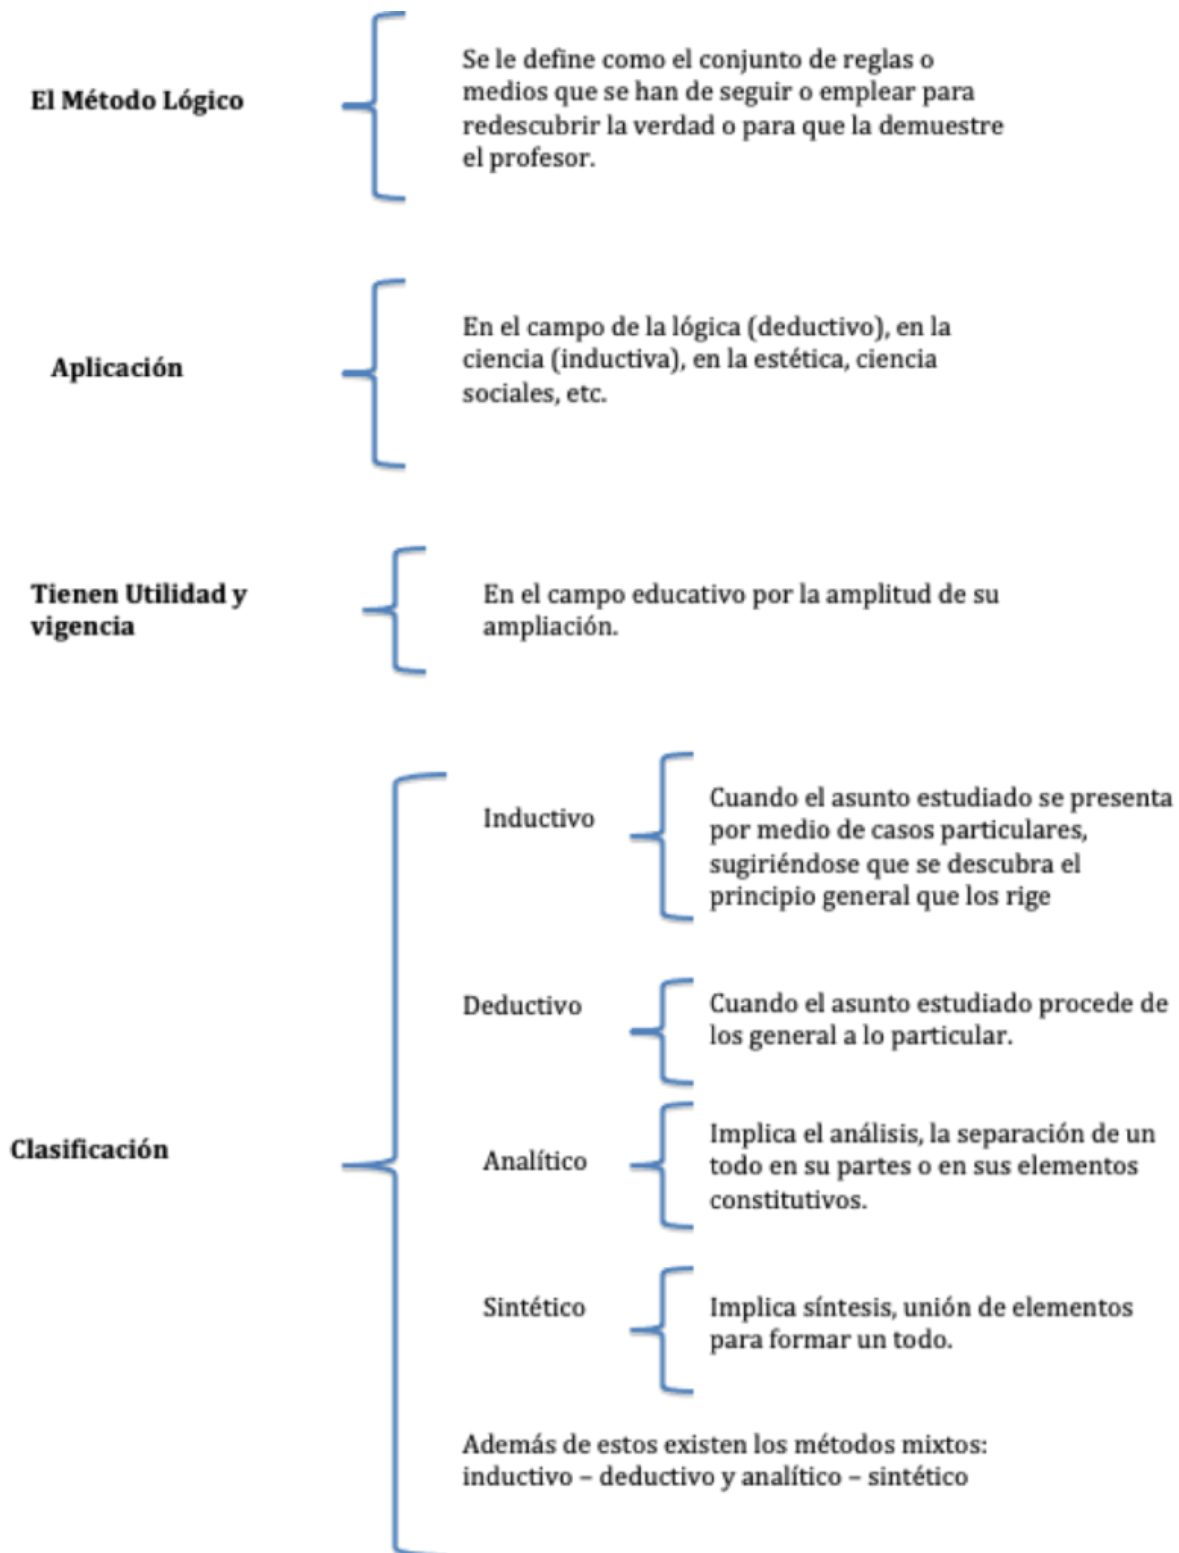 El Método Lógico
Se le define como el conjunto de reglas o
medios que se han de seguir o emplear para
redescubrir la verdad o para que la demuestre
el profesor.
Aplicación
En el campo de la lógica (deductivo), en la
ciencia (inductiva), en la estética, ciencia
sociales, etc.
Tienen Utilidad y
vigencia
En el campo educativo por la amplitud de su
ampliación.
Clasificación
Inductivo
Cuando el asunto estudiado se presenta
por medio de casos particulares,
sugiriéndose que se descubra el
principio general que los rige
Deductivo
Cuando el asunto estudiado procede de
los general a lo particular.
Analítico
Implica el análisis, la separación de un
todo en su partes o en sus elementos
constitutivos.
Sintético
Implica síntesis, unión de elementos
para formar un todo.
Además de estos existen los métodos mixtos:
inductivo – deductivo y analítico – sintético